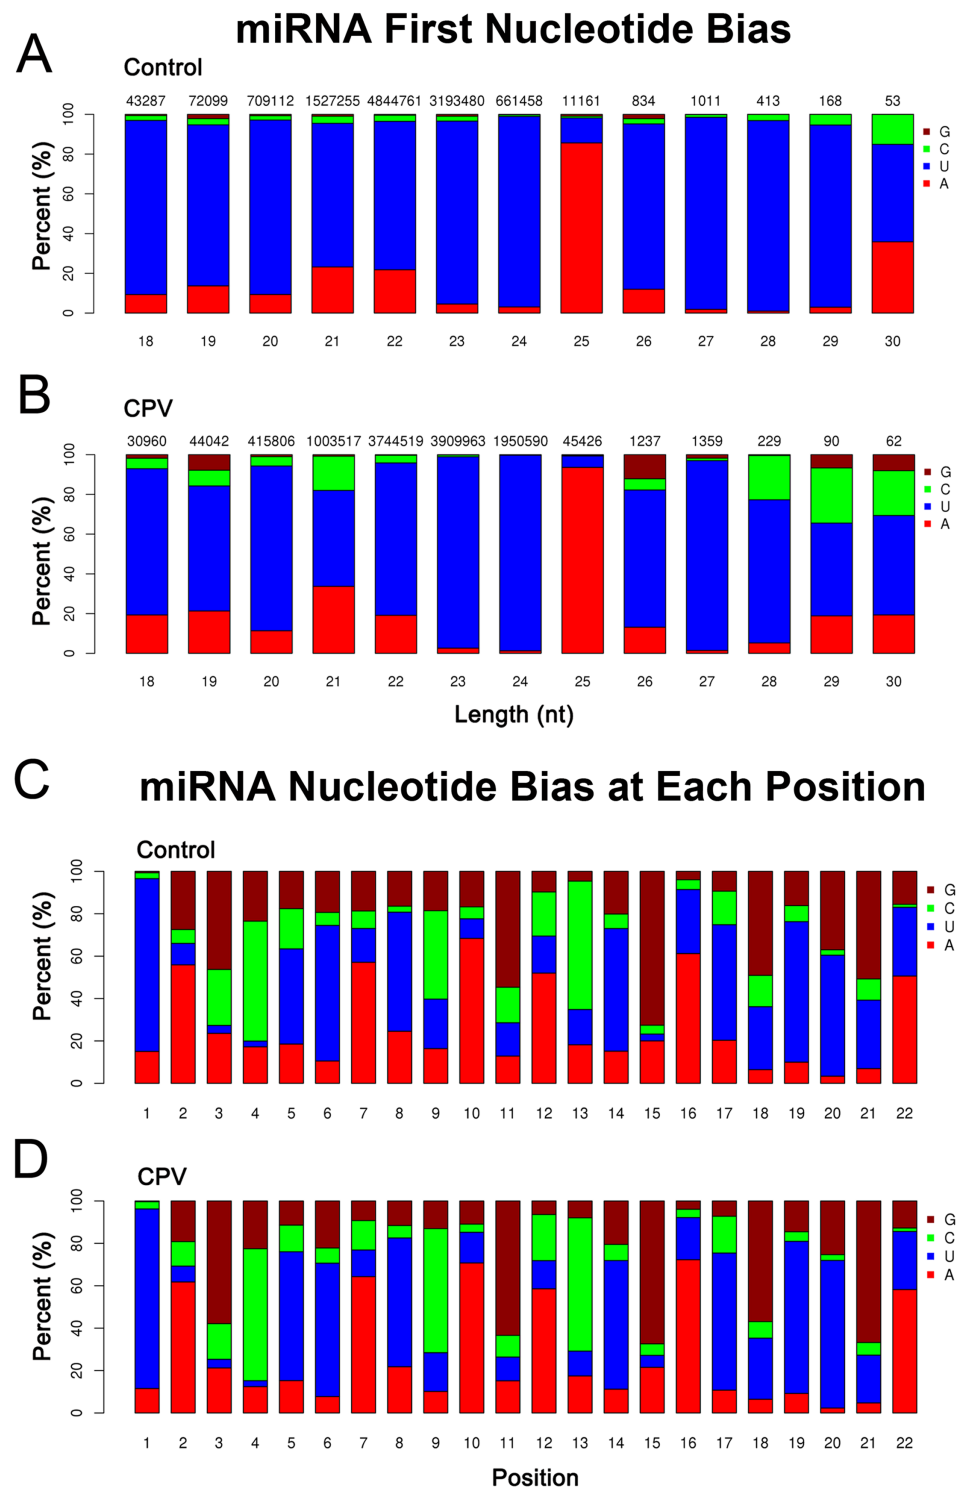 miRNA First Nucleotide Bias
A
Control
43287 72099 709112 1527255 4844761 3193480 661458 11161 834 1011 413 168 53
Percent (%)
0 20 40 60 80 100
G
C
U
A
18 19 20 21 22 23 24 25 26 27 28 29 30
B
CPV
30960 44042 415806 1003517 3744519 3909963 1950590 45426 1237 1359 229 90 62
Percent (%)
0 20 40 60 80 100
G
C
U
A
18 19 20 21 22 23 24 25 26 27 28 29 30
Length (nt)
C
miRNA Nucleotide Bias at Each Position
Control
Percent (%)
0 20 40 60 80 100
G
C
U
A
1 2 3 4 5 6 7 8 9 10 11 12 13 14 15 16 17 18 19 20 21 22
D
CPV
Percent (%)
0 20 40 60 80 100
G
C
U
A
1 2 3 4 5 6 7 8 9 10 11 12 13 14 15 16 17 18 19 20 21 22
Position